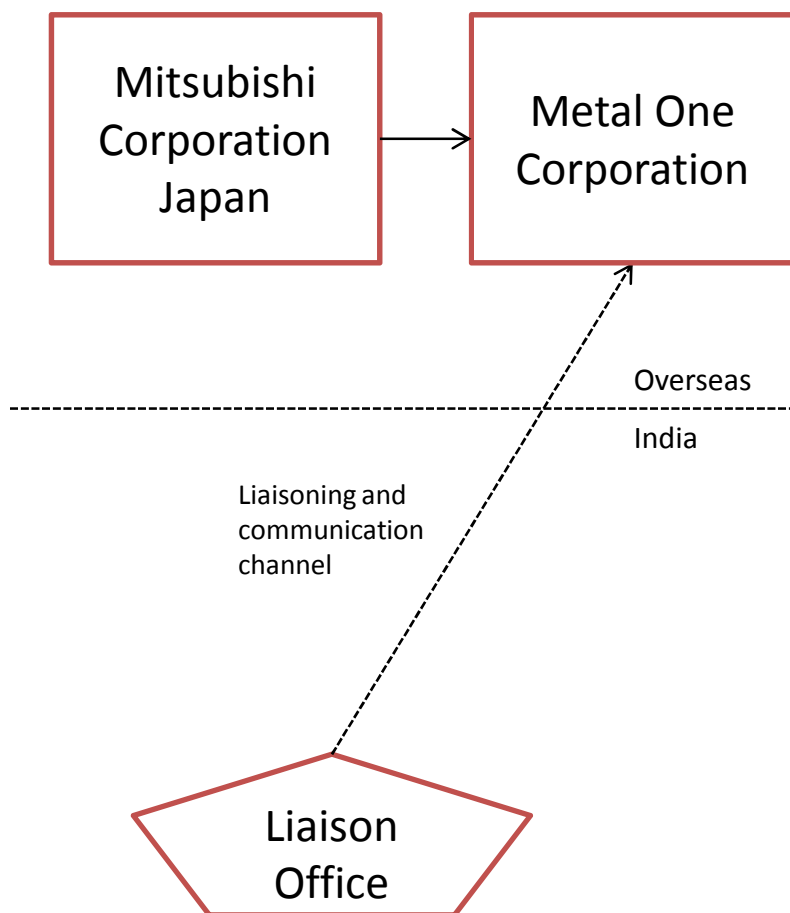 Mitsubishi
Corporation
Japan
Metal One
Corporation
Overseas
India
Liaisoning and
communication
channel
Liaison
Office